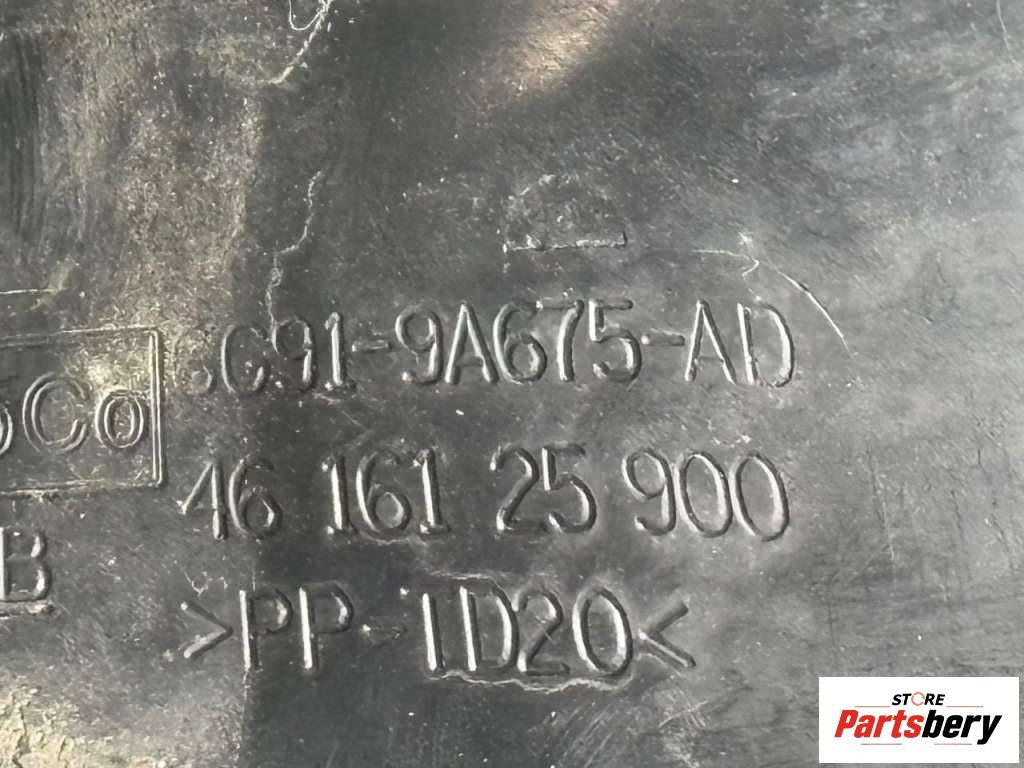 C91-9A675-AD
Co
46 161 25 900
B
>PP-TD20<
STORE
Partsbery